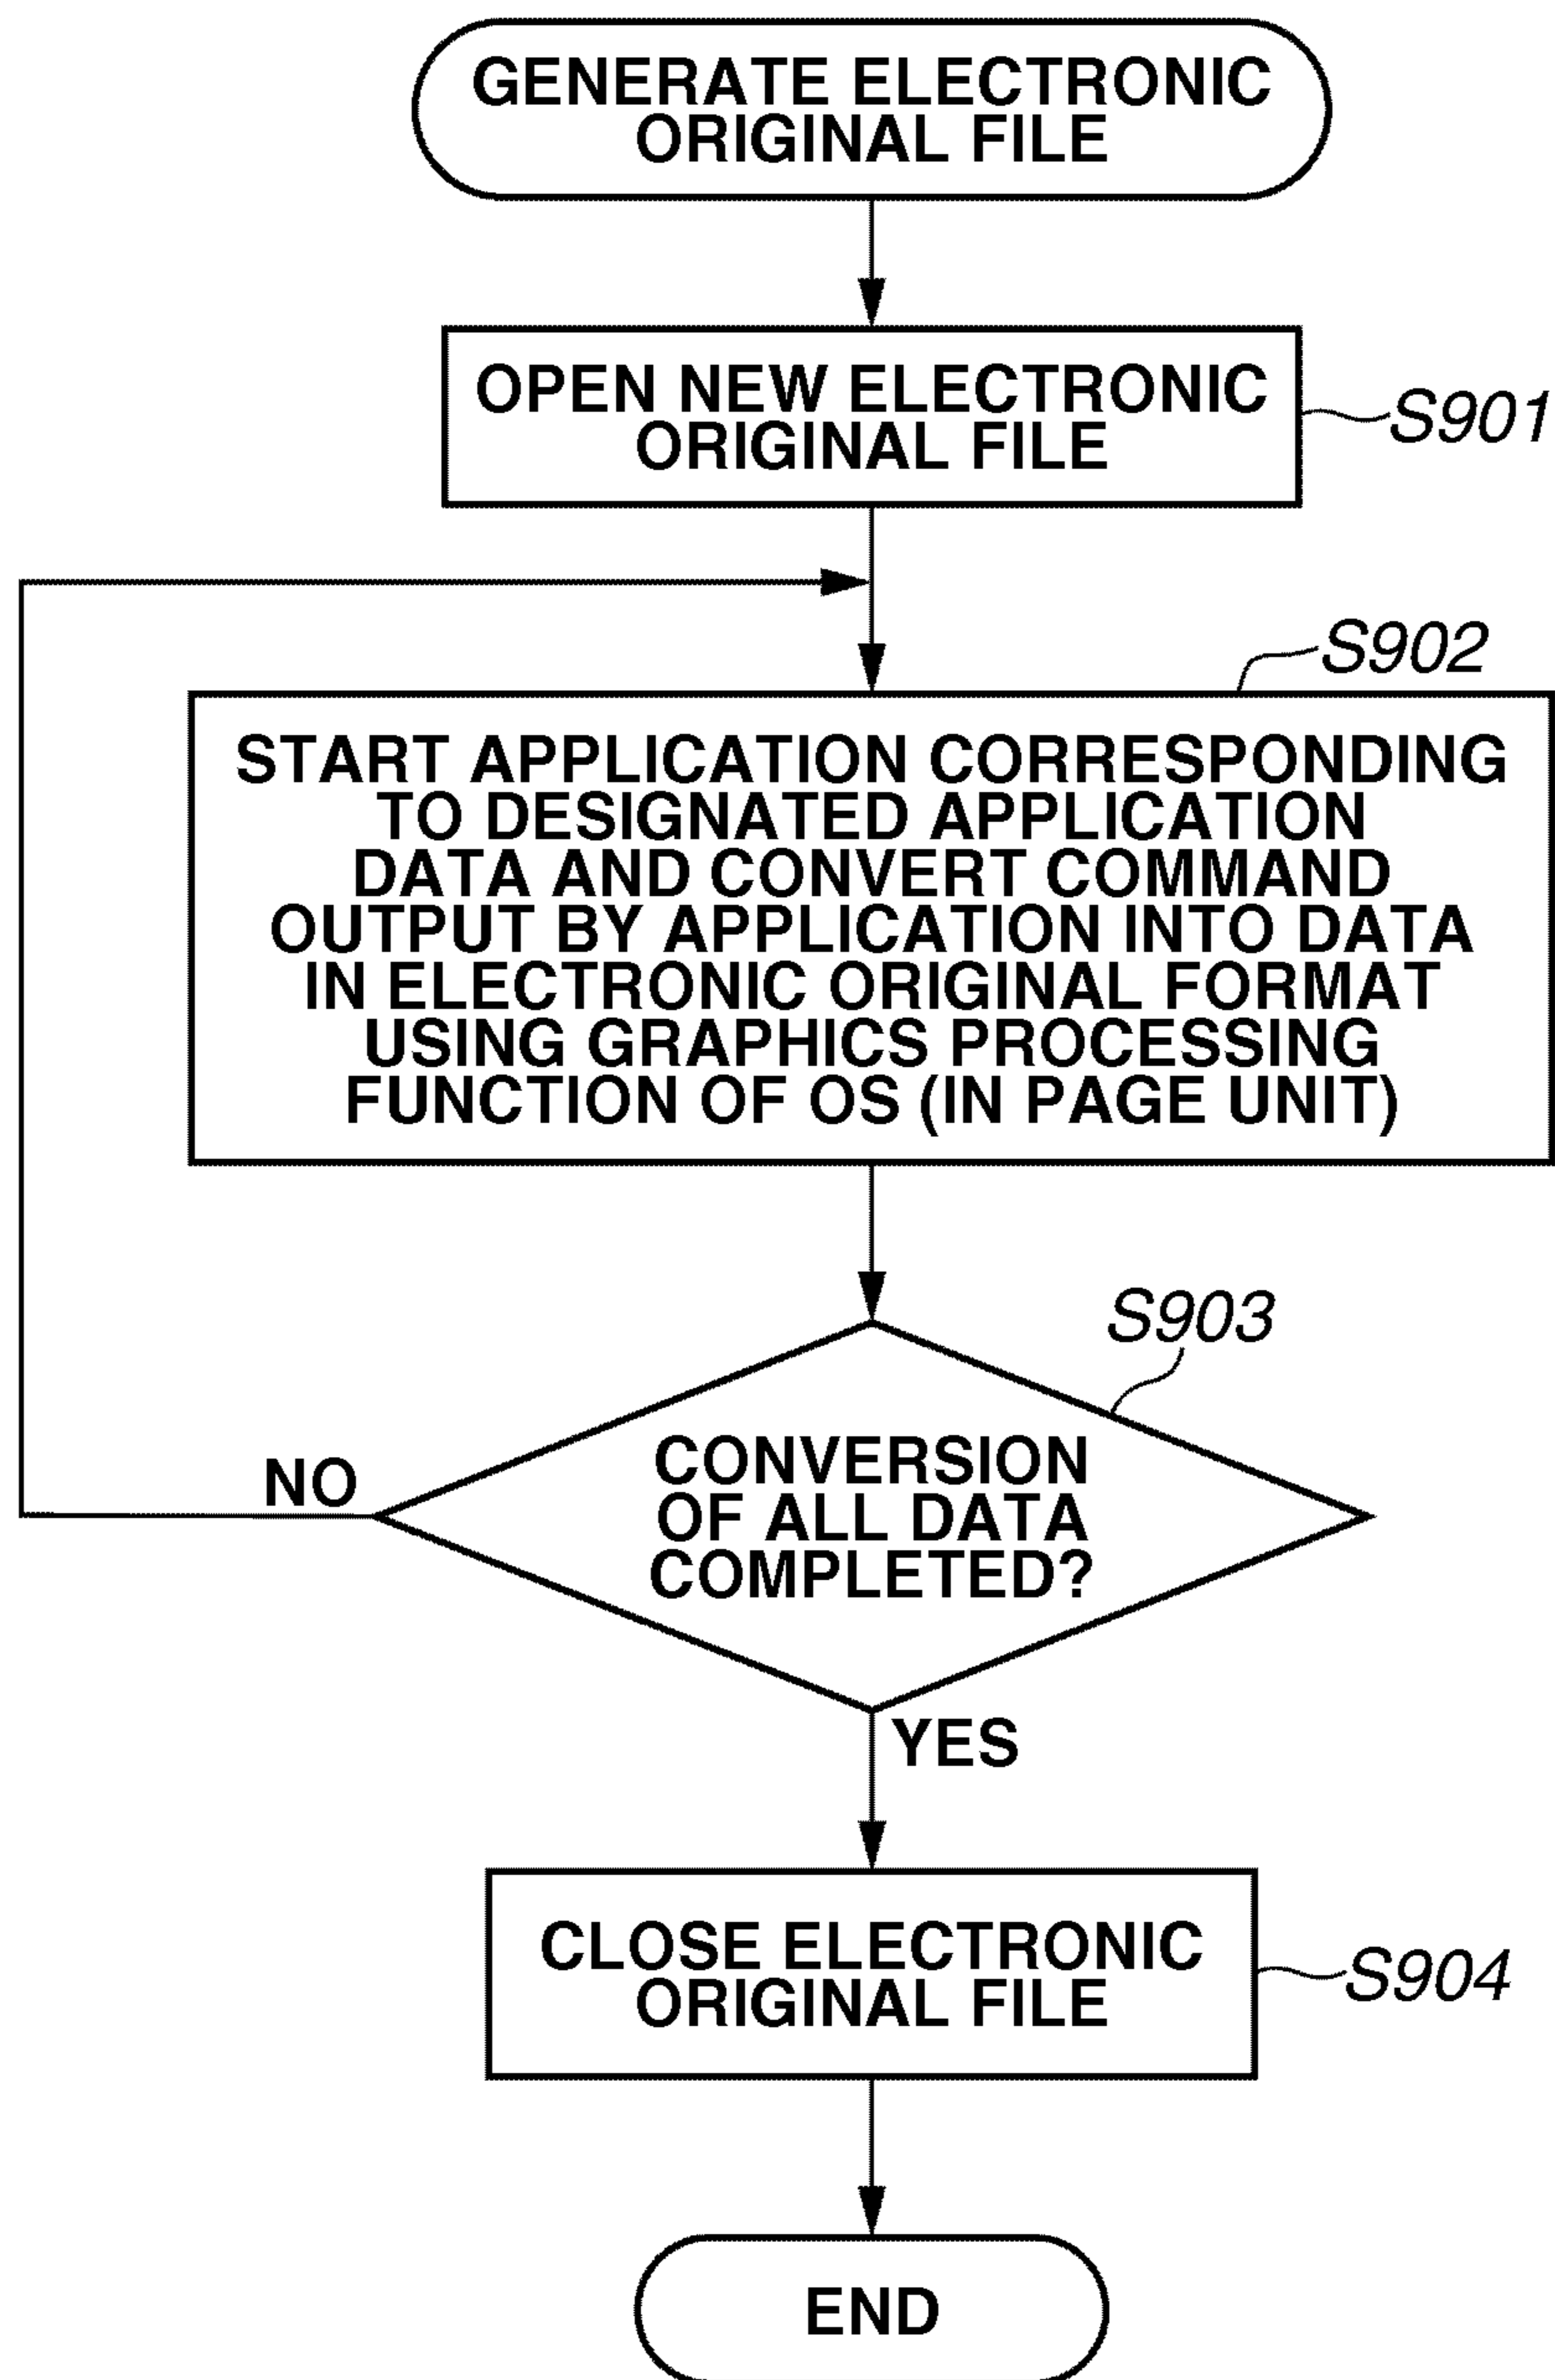 GENERATE ELECTRONIC
ORIGINAL FILE
OPEN NEW ELECTRONIC
ORIGINAL FILE
S901
S902
START APPLICATION CORRESPONDING
TO DESIGNATED APPLICATION
DATA AND CONVERT COMMAND
OUTPUT BY APPLICATION INTO DATA
IN ELECTRONIC ORIGINAL FORMAT
USING GRAPHICS PROCESSING
FUNCTION OF OS (IN PAGE UNIT)
S903
CONVERSION
OF ALL DATA
COMPLETED?
NO
YES
CLOSE ELECTRONIC
ORIGINAL FILE
S904
END